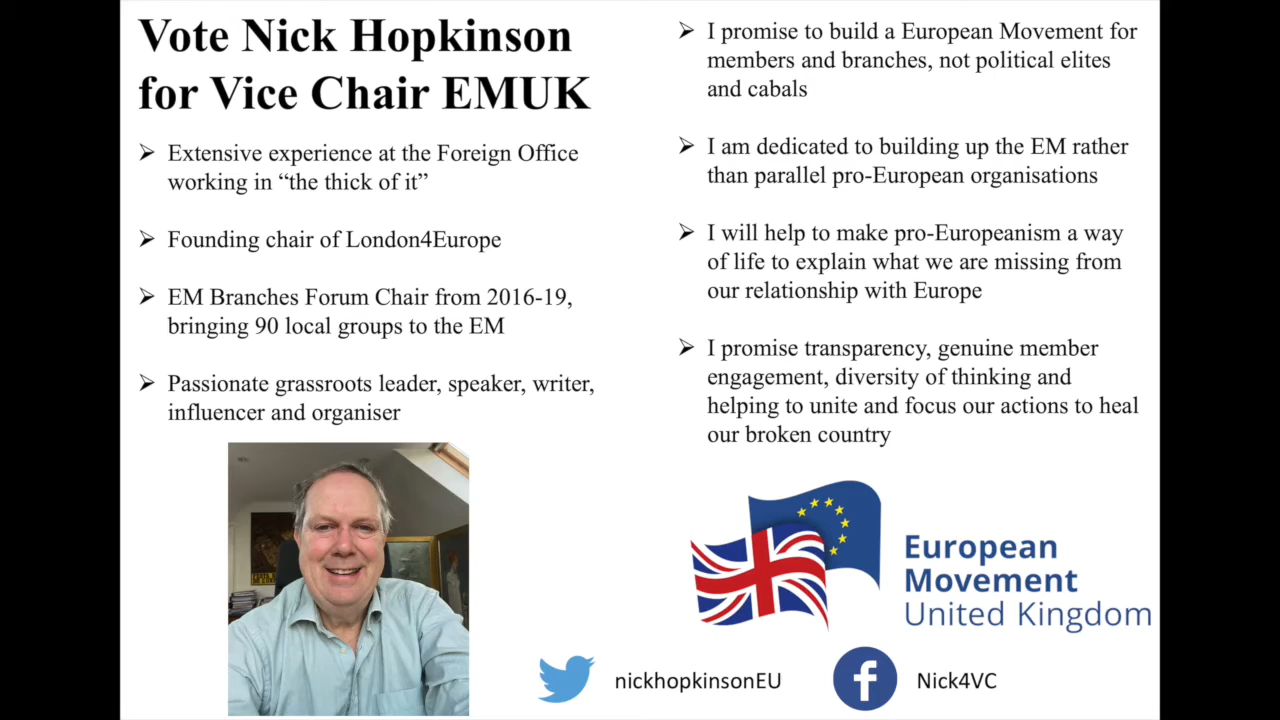 Vote Nick Hopkinson
for Vice Chair EMUK
Extensive experience at the Foreign Office
working in “the thick of it”
Founding chair of London4Europe
EM Branches Forum Chair from 2016-19,
bringing 90 local groups to the EM
Passionate grassroots leader, speaker, writer,
influencer and organiser
I promise to build a European Movement for
members and branches, not political elites
and cabals
I am dedicated to building up the EM rather
than parallel pro-European organisations
I will help to make pro-Europeanism a way
of life to explain what we are missing from
our relationship with Europe
I promise transparency, genuine member
engagement, diversity of thinking and
helping to unite and focus our actions to heal
our broken country
European
Movement
United Kingdom
nickhopkinsonEU
Nick4VC